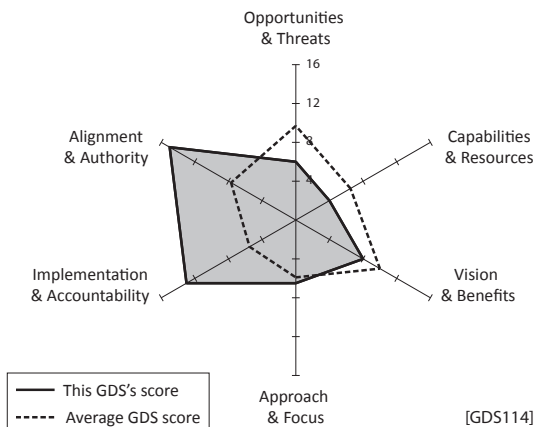 Opportunities
& Threats
16
12
8
4
Alignment
& Authority
Capabilities
& Resources
Implementation
& Accountability
Vision
& Benefits
Approach
& Focus
This GDS's score
Average GDS score
[GDS114]